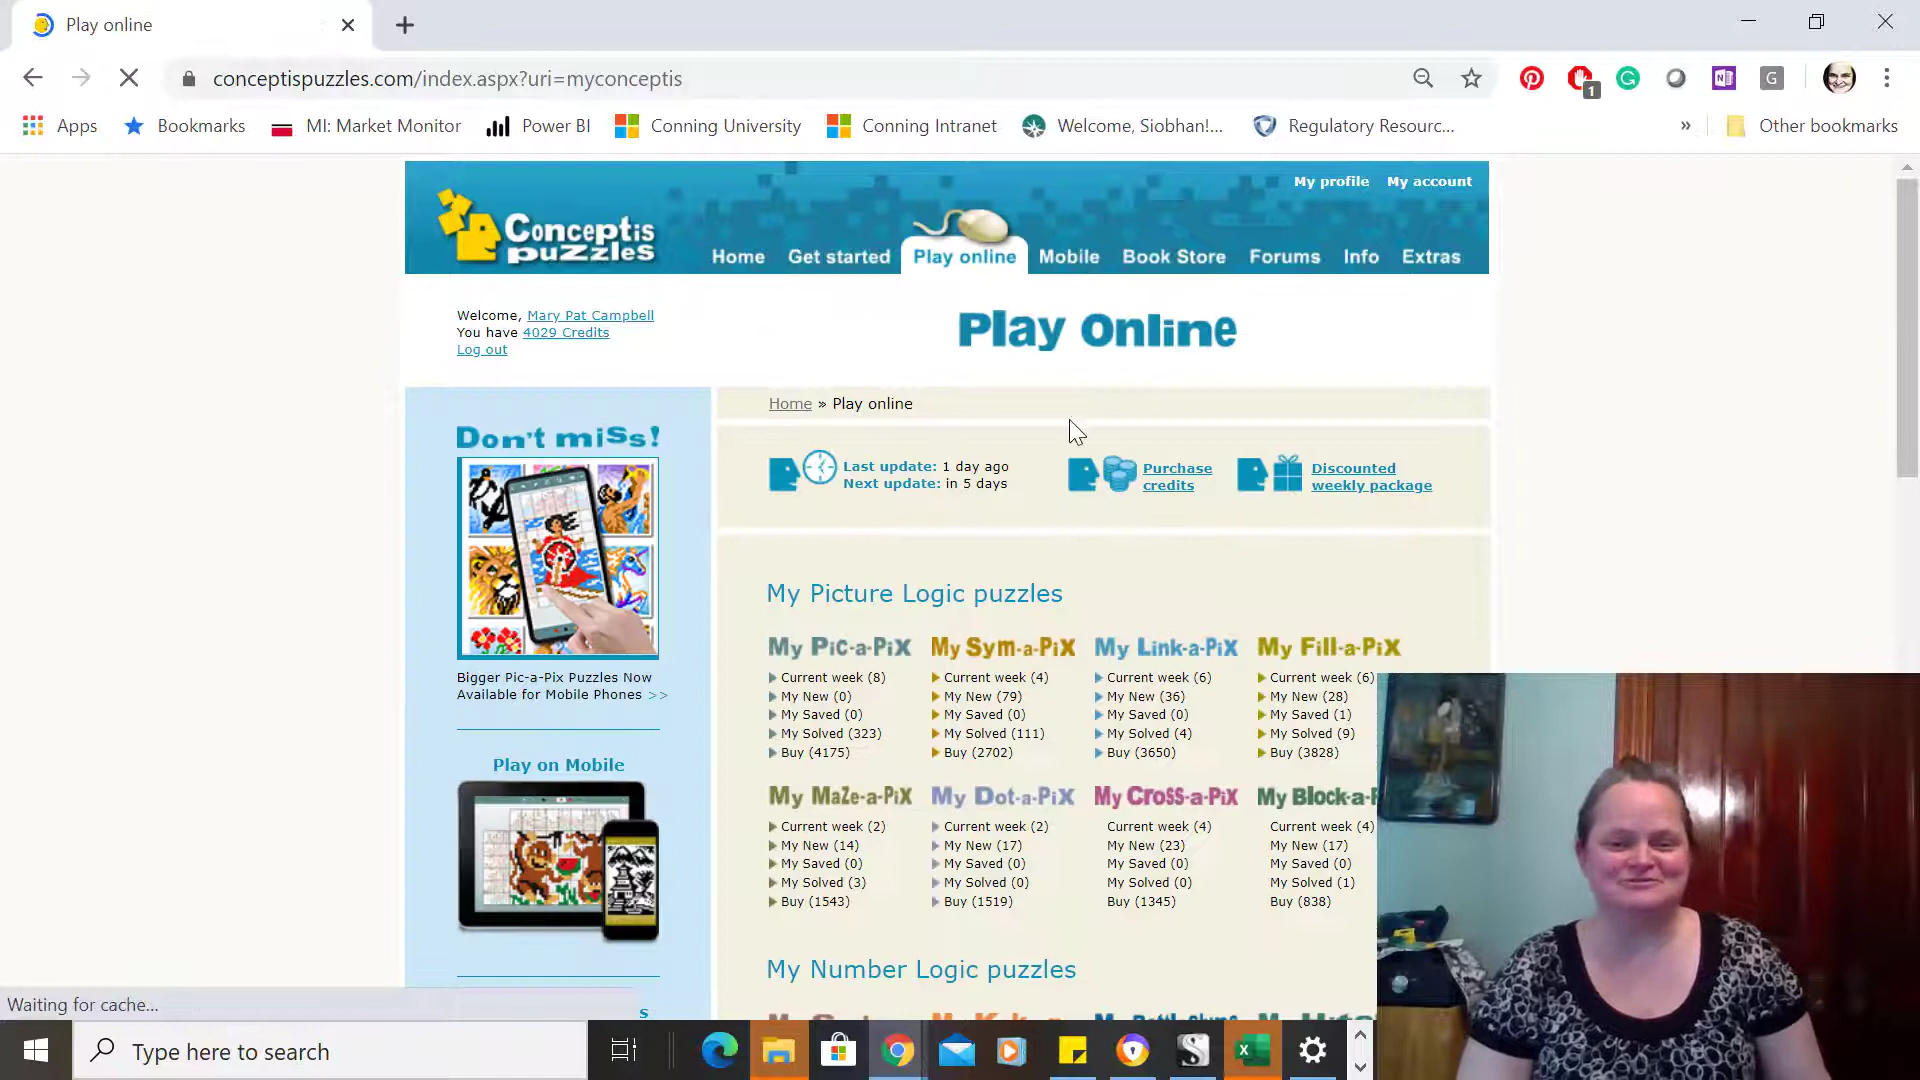 Play online
conceptispuzzles.com/index.aspx?uri=myconceptis
1
G
Apps
Bookmarks
MI: Market Monitor
Power BI
Conning University
Conning Intranet
Welcome, Siobhan!...
Regulatory Resourc...
»
Other bookmarks
My profile
My account
Conceptis
puzzles
Home
Get started
Play online
Mobile
Book Store
Forums
Info
Extras
Welcome, Mary Pat Campbell
You have 4029 Credits
Log out
Play Online
Home » Play online
Don't miss!
Last update: 1 day ago
Next update: in 5 days
Purchase
credits
Discounted
weekly package
Bigger Pic-a-Pix Puzzles Now
Available for Mobile Phones >>
Play on Mobile
My Picture Logic puzzles
My Pic-a-Pix
Current week (8)
My New (0)
My Saved (0)
My Solved (323)
Buy (4175)
My Sym-a-Pix
Current week (4)
My New (79)
My Saved (0)
My Solved (111)
Buy (2702)
My Link-a-Pix
Current week (6)
My New (36)
My Saved (0)
My Solved (4)
Buy (3650)
My Fill-a-Pix
Current week (6)
My New (28)
My Saved (1)
My Solved (9)
Buy (3828)
My Maze-a-Pix
Current week (2)
My New (14)
My Saved (0)
My Solved (3)
Buy (1543)
My Dot-a-Pix
Current week (2)
My New (17)
My Saved (0)
My Solved (0)
Buy (1519)
My Cross-a-Pix
Current week (4)
My New (23)
My Saved (0)
My Solved (0)
Buy (1345)
My Block-a-
Current week (4)
My New (17)
My Saved (0)
My Solved (1)
Buy (838)
My Number Logic puzzles
Waiting for cache...
s
Type here to search